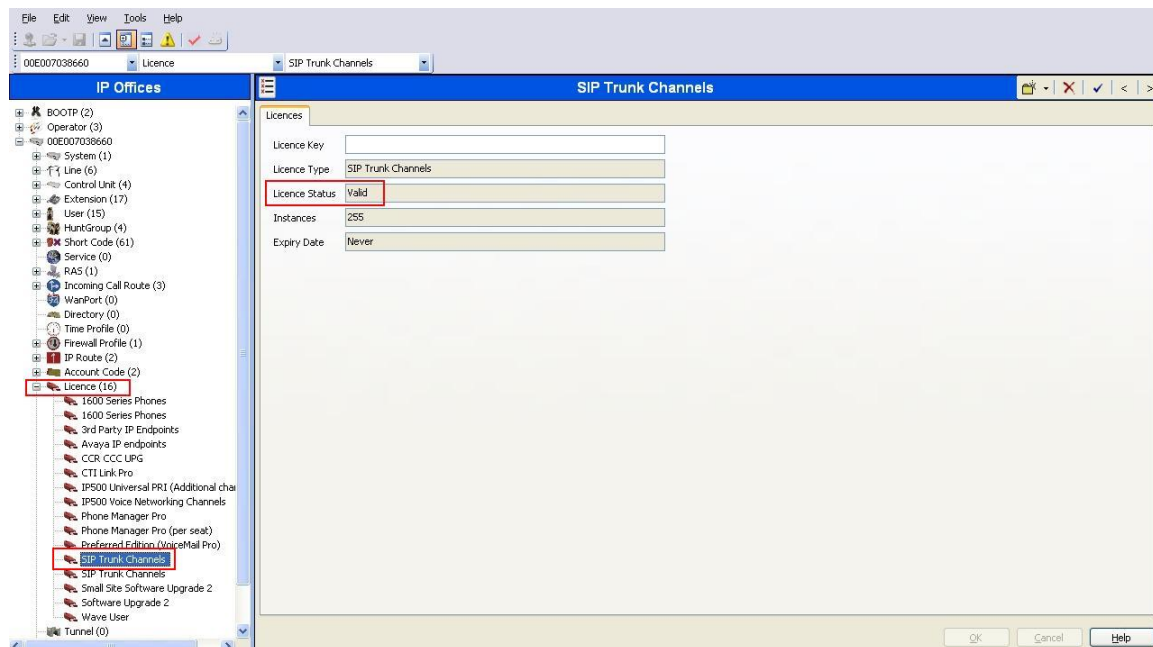 File Edit View Tools Help
00E007038660 Licence SIP Trunk Channels
IP Offices
BOOTP (2)
Operator (3)
00E007038660
System (1)
Line (6)
Control Unit (4)
Extension (17)
User (15)
HuntGroup (4)
Short Code (61)
Service (0)
RAS (1)
Incoming Call Route (3)
WanPort (0)
Directory (0)
Time Profile (0)
Firewall Profile (1)
IP Route (2)
Account Code (2)
Licence (16)
1600 Series Phones
1600 Series Phones
3rd Party IP Endpoints
Avaya IP endpoints
CCR CCC UPG
CTI Link Pro
IP500 Universal PRI (Additional chan
IP500 Voice Networking Channels
Phone Manager Pro
Phone Manager Pro (per seat)
Preferred Edition (VoiceMail Pro)
SIP Trunk Channels
SIP Trunk Channels
Small Site Software Upgrade 2
Software Upgrade 2
Wave User
Tunnel (0)
SIP Trunk Channels
Licences
Licence Key
Licence Type SIP Trunk Channels
Licence Status Valid
Instances 255
Expiry Date Never
OK Cancel Help